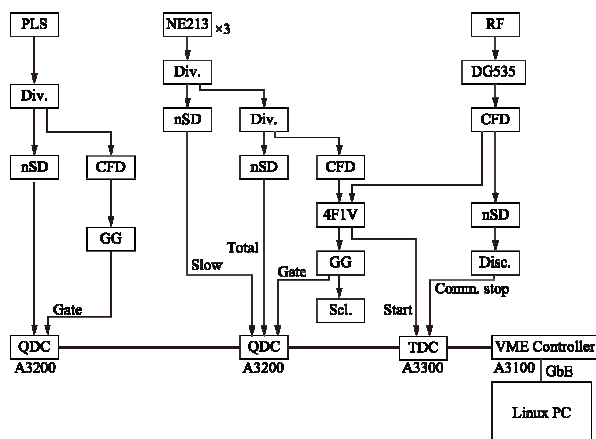 PLS
NE213 ×3
RF
Div.
DG535
Div.
nSD
Div.
CFD
nSD
CFD
nSD
CFD
4F1V
nSD
GG
Total
Slow
Gate
GG
Disc.
Scl.
Start
Comm. stop
Gate
QDC
QDC
TDC
VME Controller
A3200
A3200
A3300
A3100
GbE
Linux PC